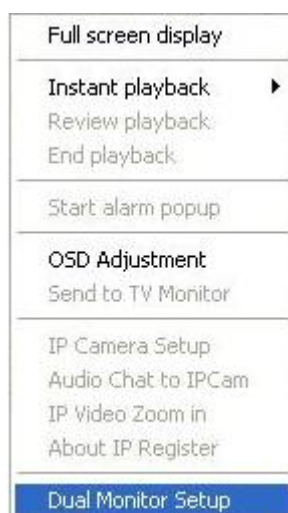 Full screen display
Instant playback
Review playback
End playback
Start alarm popup
OSD Adjustment
Send to TV Monitor
IP Camera Setup
Audio Chat to IPCam
IP Video Zoom in
About IP Register
Dual Monitor Setup